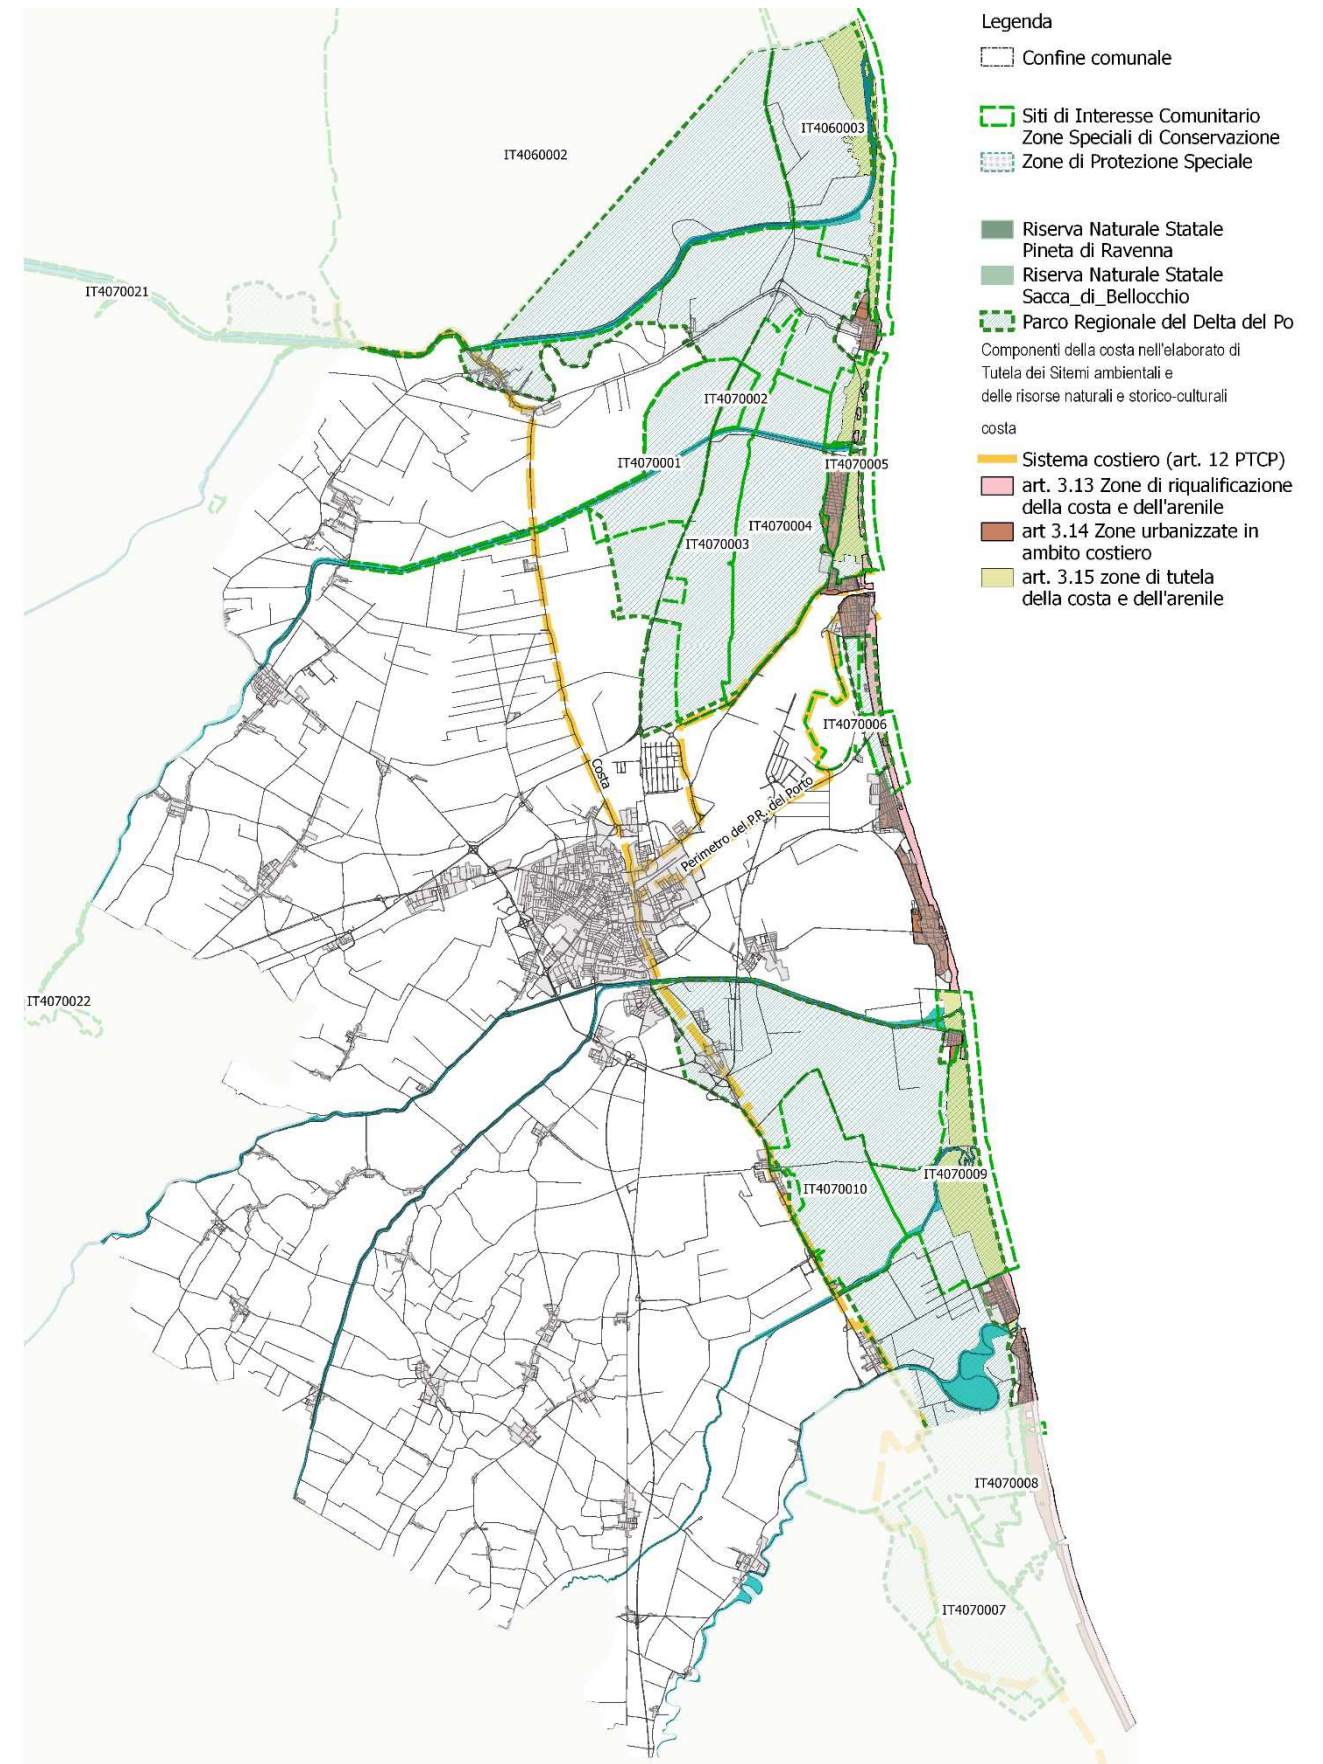 Legenda
Confine comunale
Siti di Interesse Comunitario
Zone Speciali di Conservazione
Zone di Protezione Speciale
Riserva Naturale Statale
Pineta di Ravenna
Riserva Naturale Statale
Sacca_di_Bellocchio
Parco Regionale del Delta del Po
Componenti della costa nell'elaborato di
Tutela dei Sitemi ambientali e
delle risorse naturali e storico-culturali
costa
Sistema costiero (art. 12 PTCP)
art. 3.13 Zone di riqualificazione
della costa e dell'arenile
art 3.14 Zone urbanizzate in
ambito costiero
art. 3.15 zone di tutela
della costa e dell'arenile
IT4060003
IT4060002
IT4070021
IT4070002
IT4070001
IT4070005
IT4070004
IT4070003
IT4070006
Costa
Perimetro del P.R. del Porto
IT4070022
IT4070009
IT4070010
IT4070008
IT4070007